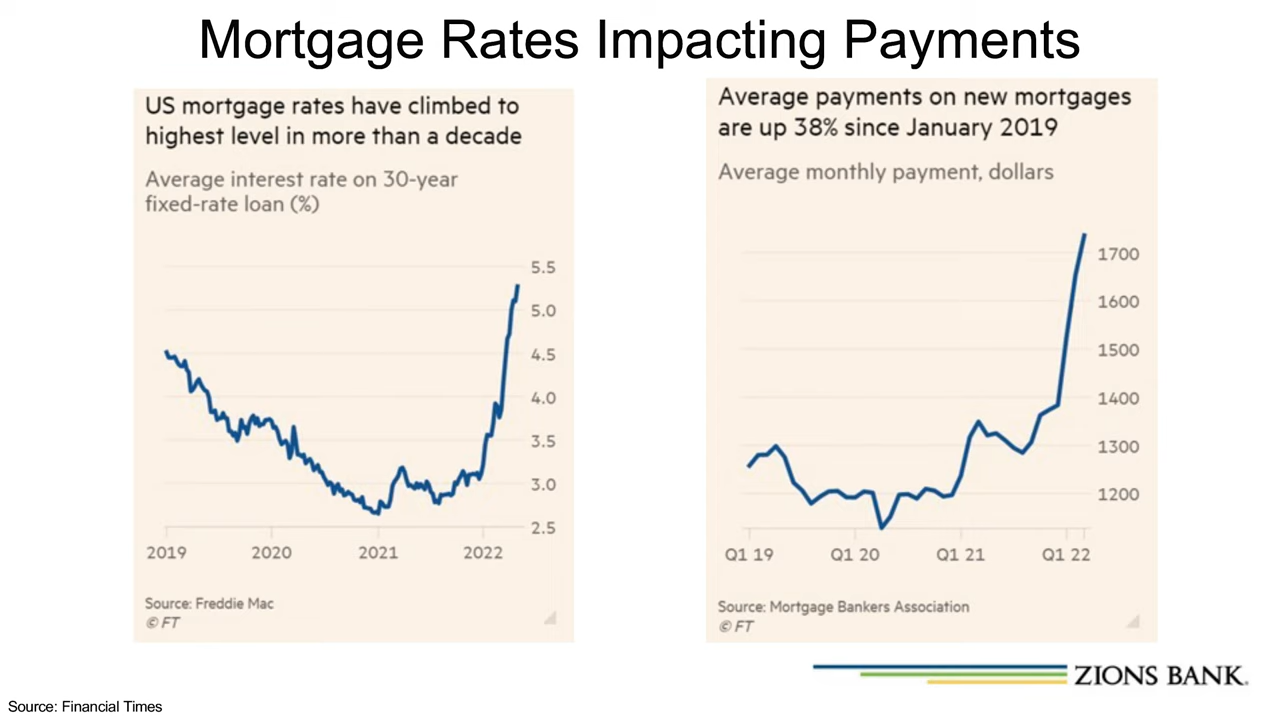 Mortgage Rates Impacting Payments
US mortgage rates have climbed to
highest level in more than a decade
Average interest rate on 30-year
fixed-rate loan (%)
5.5
5.0
4.5
4.0
3.5
3.0
2.5
2019 2020 2021 2022
Source: Freddie Mac
© FT
Average payments on new mortgages
are up 38% since January 2019
Average monthly payment, dollars
1700
1600
1500
1400
1300
1200
Q1 19 Q1 20 Q1 21 Q1 22
Source: Mortgage Bankers Association
© FT
ZIONS BANK®
Source: Financial Times